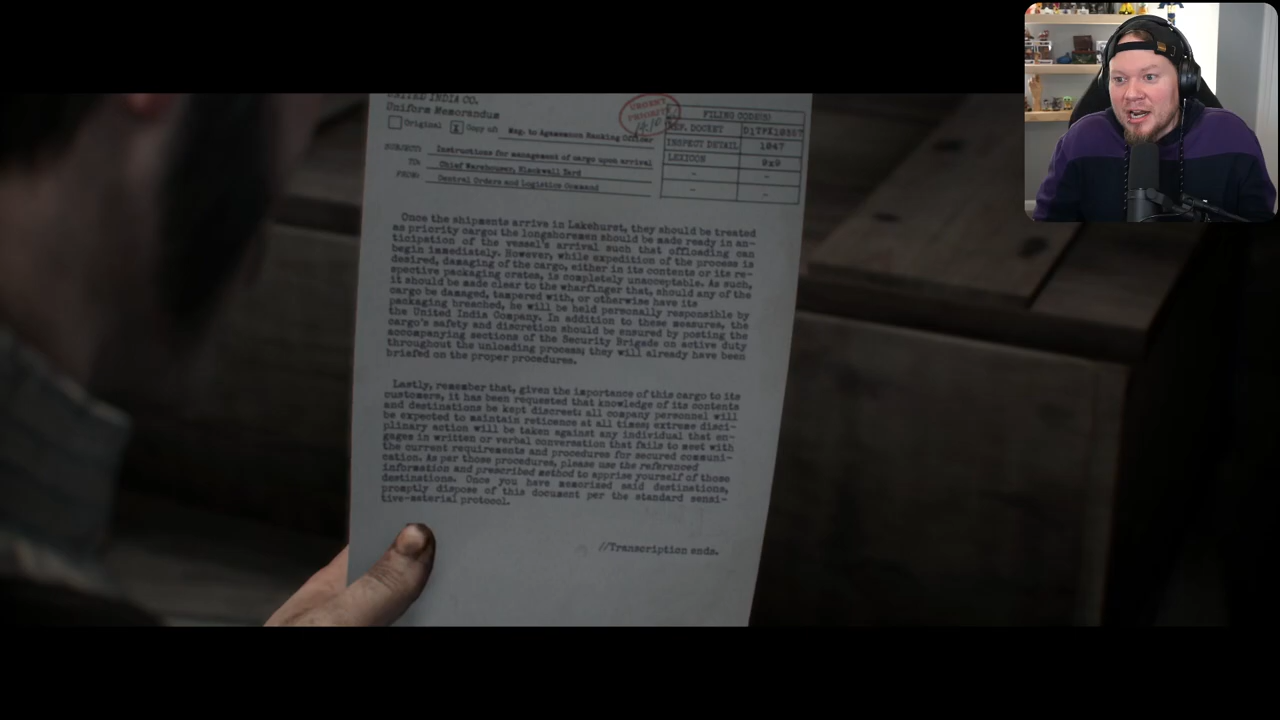 UNITED INDIA CO.
Uniform Memorandum
Original
X Copy of: Msg. to Agamemnon Ranking Officer
URGENT
PRIORITY
FILING CODE(S)
REP. DOCKET D17FX19857
INSPECT DETAIL 1847
LEXICON 9x9
- -
- -
SUBJECT: Instructions for management of cargo upon arrival
TO: Chief Warehouser, Blackwall Yard
FROM: Central Orders and Logistics Command
Once the shipments arrive in Lakehurst, they should be treated
as priority cargo; the longshoremen should be made ready in an-
ticipation of the vessel's arrival such that offloading can
begin immediately. However, while expedition of the process is
desired, damaging of the cargo, either in its contents or its re-
spective packaging crates, is completely unacceptable. As such,
it should be made clear to the wharfinger that, should any of the
cargo be damaged, tampered with, or otherwise have its
packaging breached, he will be held personally responsible by
the United India Company. In addition to these measures, the
cargo's safety and discretion should be ensured by posting the
accompanying sections of the Security Brigade on active duty
throughout the unloading process; they will already have been
briefed on the proper procedures.
Lastly, remember that, given the importance of this cargo to its
customers, it has been requested that knowledge of its contents
and destinations be kept discreet: all company personnel will
be expected to maintain reticence at all times; extreme disci-
plinary action will be taken against any individual that en-
gages in written or verbal conversation that fails to meet with
the current requirements and procedures for secured communi-
cation. As per those procedures, please use the referenced
information and prescribed method to apprise yourself of those
destinations. Once you have memorized said destinations,
promptly dispose of this document per the standard sensi-
tive-material protocol.
//Transcription ends.